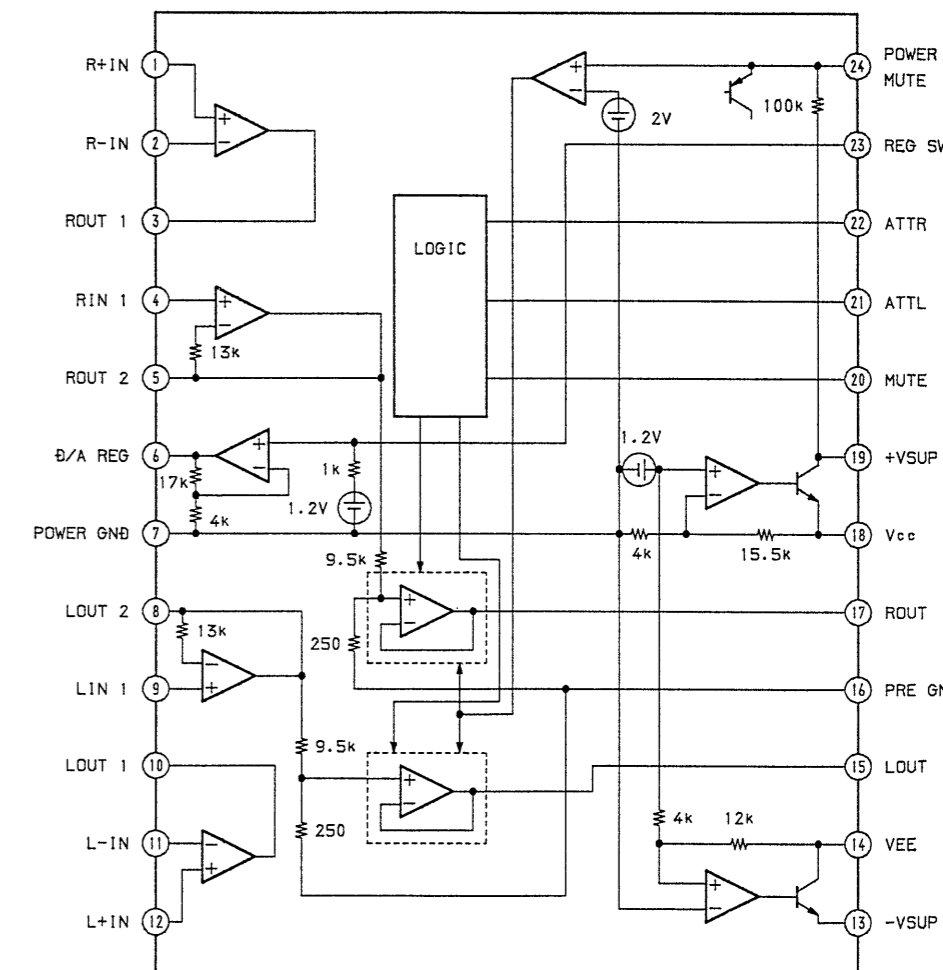 R+IN 1
R-IN 2
ROUT 1 3
RIN 1 4
ROUT 2 5
Đ/A REG 6
POWER GNĐ 7
LOUT 2 8
LIN 1 9
LOUT 1 10
L-IN 11
L+IN 12
+
-
+
-
13k
+
-
17k
4k
1k
1.2V
-
+
13k
-
+
LOGIC
+
-
2V
100k
9.5k
250
+
-
9.5k
250
+
-
1.2V
+
-
4k
15.5k
4k
12k
+
-
24 POWER
MUTE
23 REG SW
22 ATTR
21 ATTL
20 MUTE
19 +VSUP
18 Vcc
17 ROUT
16 PRE GN
15 LOUT
14 VEE
13 -VSUP